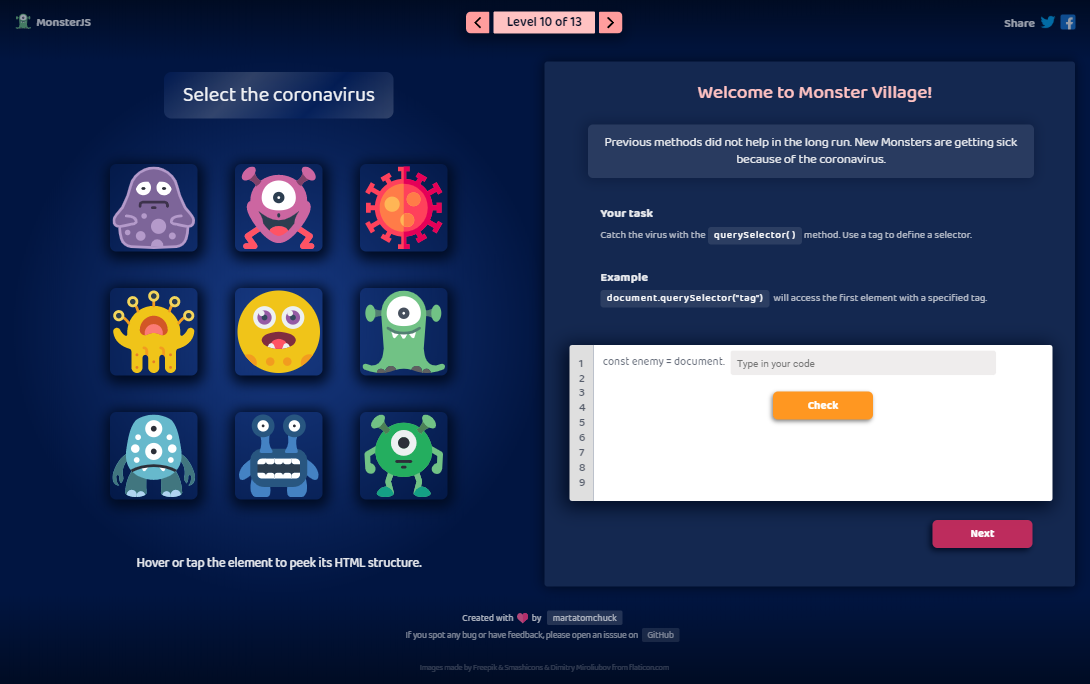 MonsterJS
Level 10 of 13
Share
Select the coronavirus
Welcome to Monster Village!
Previous methods did not help in the long run. New Monsters are getting sick
because of the coronavirus.
Your task
Catch the virus with the querySelector( ) method. Use a tag to define a selector.
Example
document.querySelector("tag") will access the first element with a specified tag.
1
2
3
4
5
6
7
8
9
const enemy = document.
Type in your code
Check
Next
Hover or tap the element to peek its HTML structure.
Created with by martatomchuck
If you spot any bug or have feedback, please open an isssue on GitHub
Images made by Freepik & Smashicons & Dimitry Miroliubov from flaticon.com